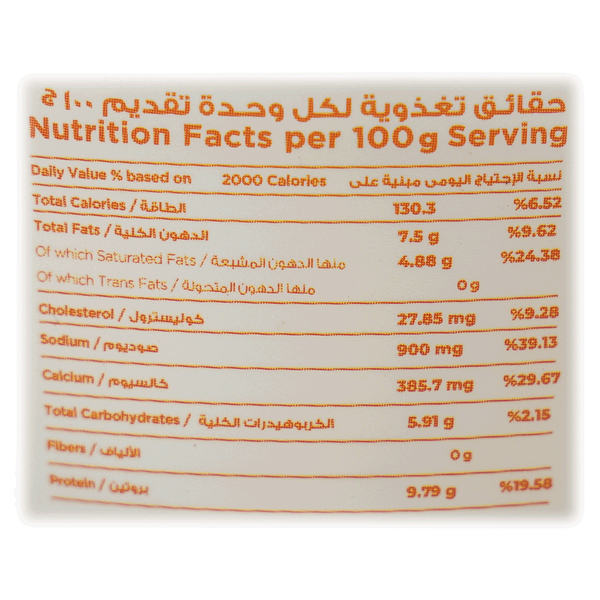 حقائق تغذوية لكل وحدة تقديم ١٠٠ ج
Nutrition Facts per 100g Serving
Daily Value % based on 2000 Calories نسبة الإحتياج اليومى مبنية على
Total Calories / الطاقة 130.3 %6.52
Total Fats / الدهون الكلية 7.5 g %9.62
Of which Saturated Fats / منها الدهون المشبعة 4.88 g %24.38
Of which Trans Fats / منها الدهون المتحولة 0 g
Cholesterol / كوليسترول 27.85 mg %9.28
Sodium / صوديوم 900 mg %39.13
Calcium / كالسيوم 385.7 mg %29.67
Total Carbohydrates / الكربوهيدرات الكلية 5.91 g %2.15
Fibers / الألياف 0 g
Protein / بروتين 9.79 g %19.58